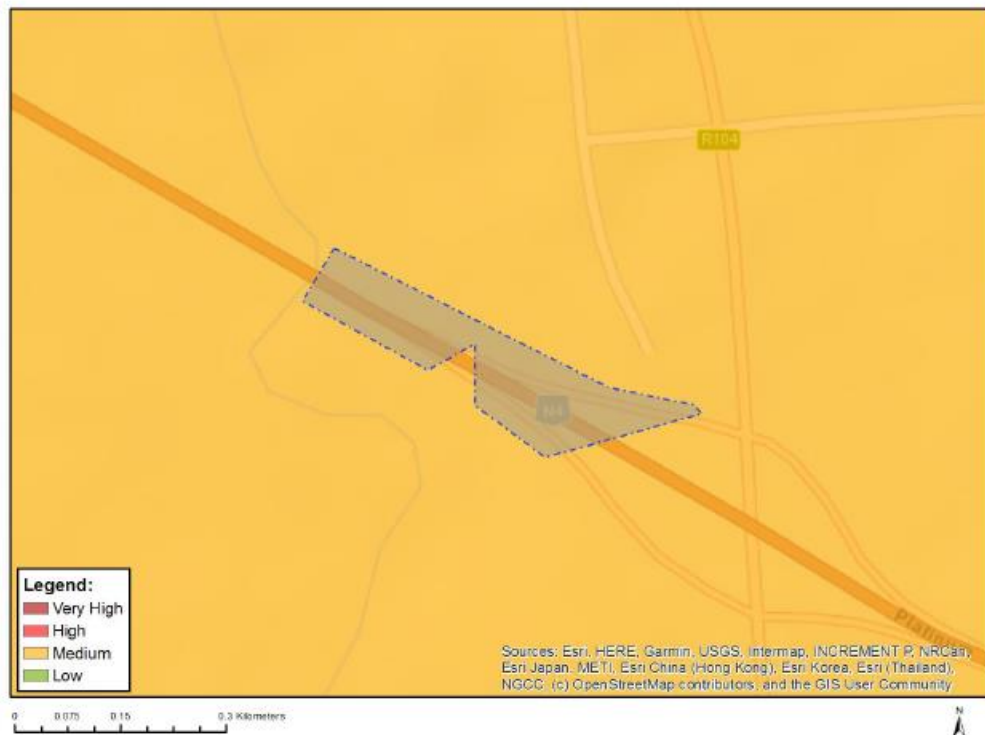 R104
N4
Legend:
Very High
High
Medium
Low
Sources: Esri, HERE, Garmin, USGS, Intermap, INCREMENT P, NRCan,
Esri Japan, METI, Esri China (Hong Kong), Esri Korea, Esri (Thailand),
NGCC, (c) OpenStreetMap contributors, and the GIS User Community
0 0.075 0.15 0.3 Kilometers
N